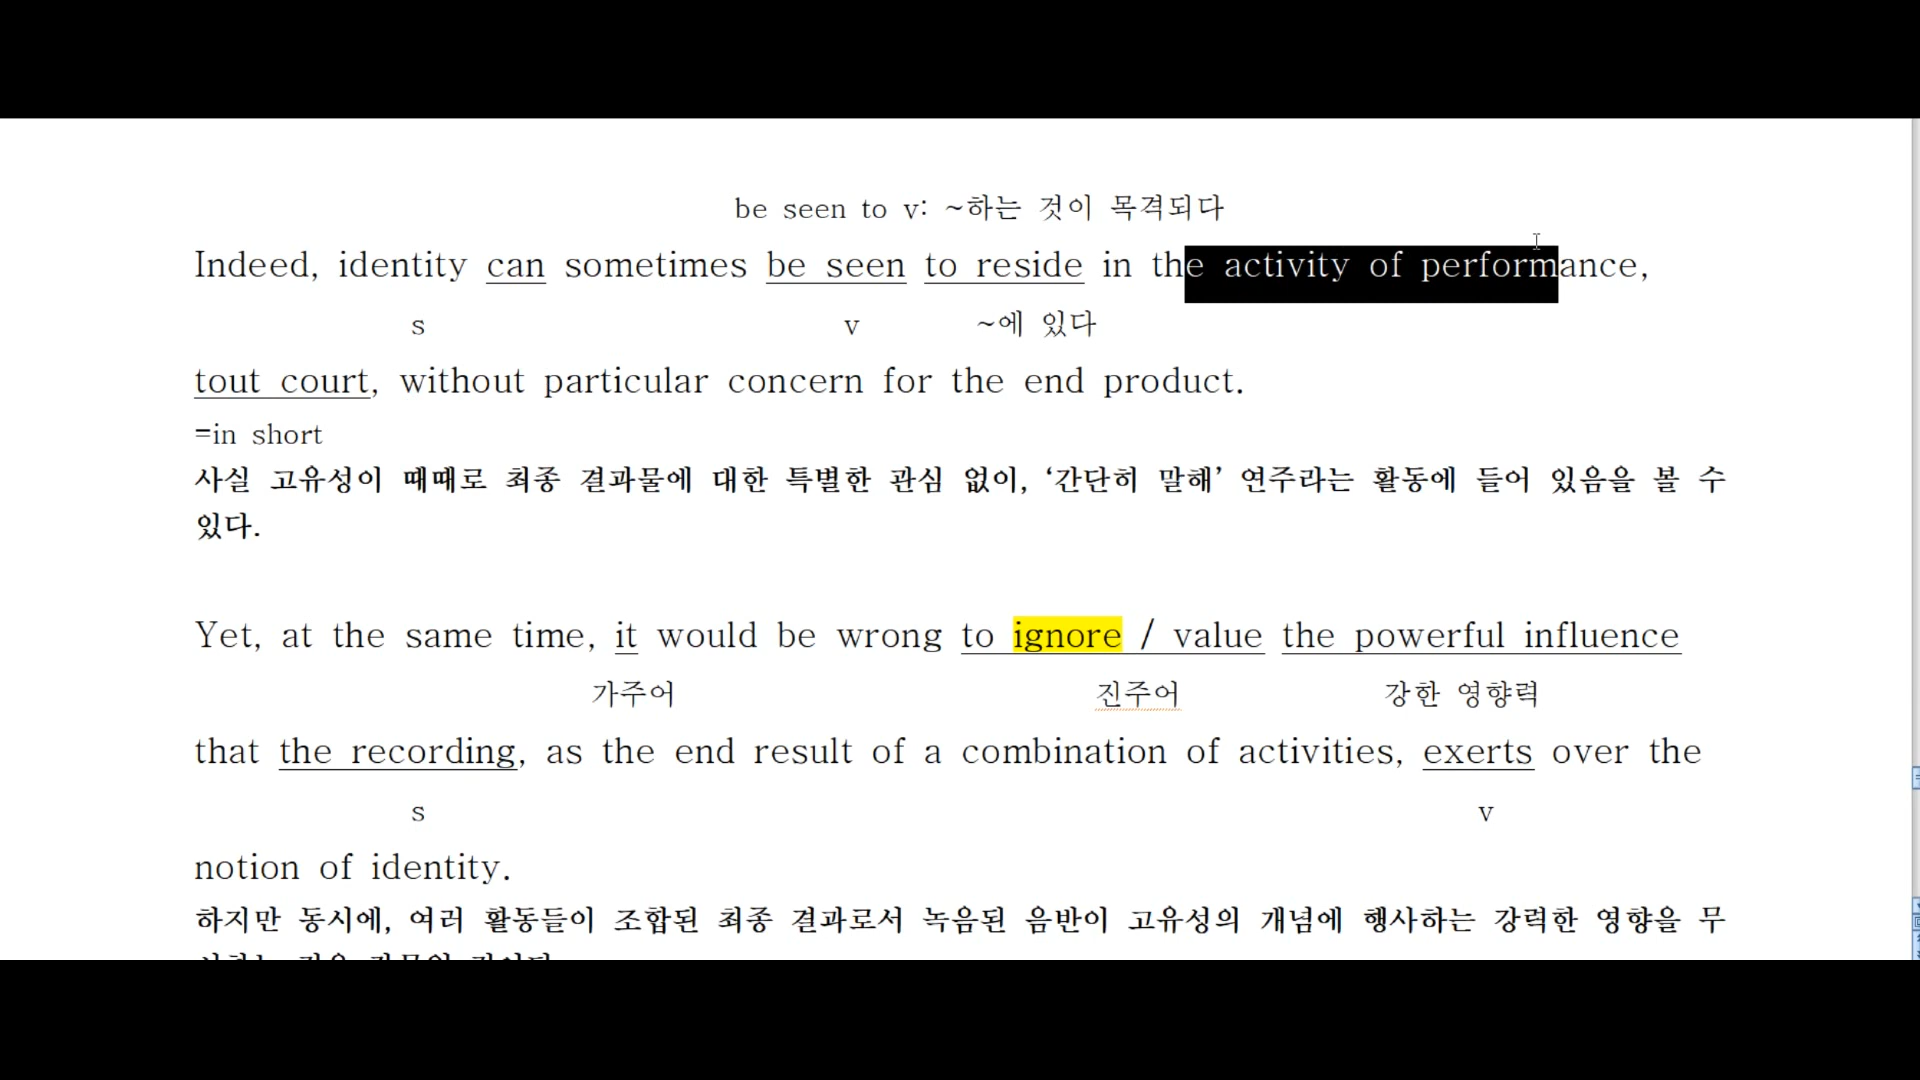 be seen to v: ~하는 것이 목격되다
Indeed, identity can sometimes be seen to reside in the activity of performance,
s v ~에 있다
tout court, without particular concern for the end product.
=in short
사실 고유성이 때때로 최종 결과물에 대한 특별한 관심 없이, ‘간단히 말해’ 연주라는 활동에 들어 있음을 볼 수
있다.
Yet, at the same time, it would be wrong to ignore / value the powerful influence
가주어 진주어 강한 영향력
that the recording, as the end result of a combination of activities, exerts over the
s v
notion of identity.
하지만 동시에, 여러 활동들이 조합된 최종 결과로서 녹음된 음반이 고유성의 개념에 행사하는 강력한 영향을 무